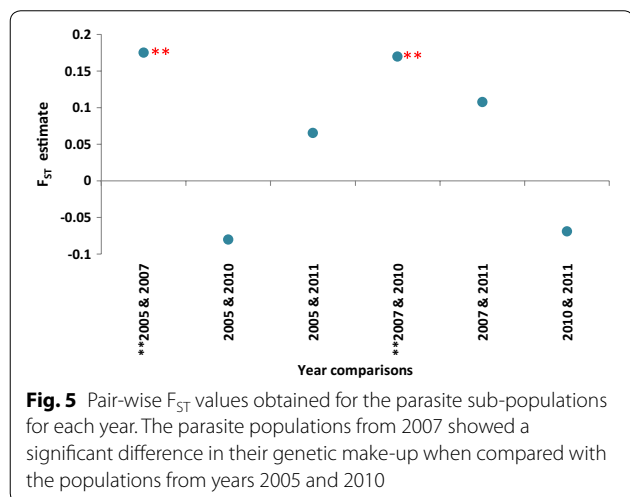 0.2
0.15
0.1
0.05
0
-0.05
-0.1
F_ST estimate
**
**
**2005 & 2007
2005 & 2010
2005 & 2011
**2007 & 2010
2007 & 2011
2010 & 2011
Year comparisons
Fig. 5 Pair-wise F_ST values obtained for the parasite sub-populations
for each year. The parasite populations from 2007 showed a
significant difference in their genetic make-up when compared with
the populations from years 2005 and 2010